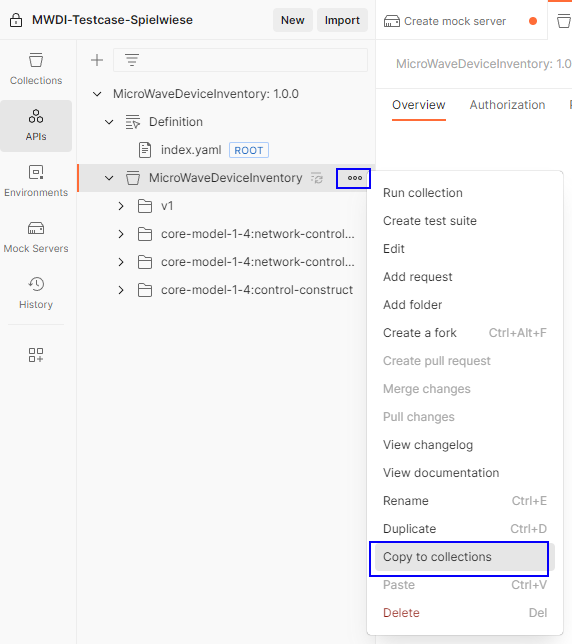 MWDI-Testcase-Spielwiese
New
Import
Create mock server
Collections
APIs
Environments
Mock Servers
History
MicroWaveDeviceInventory: 1.0.0
Definition
index.yaml ROOT
MicroWaveDeviceInventory
v1
core-model-1-4:network-control...
core-model-1-4:network-control...
core-model-1-4:control-construct
MicroWaveDeviceInventory: 1.0
Overview
Authorization
Run collection
Create test suite
Edit
Add request
Add folder
Create a fork Ctrl+Alt+F
Create pull request
Merge changes
Pull changes
View changelog
View documentation
Rename Ctrl+E
Duplicate Ctrl+D
Copy to collections
Paste Ctrl+V
Delete Del